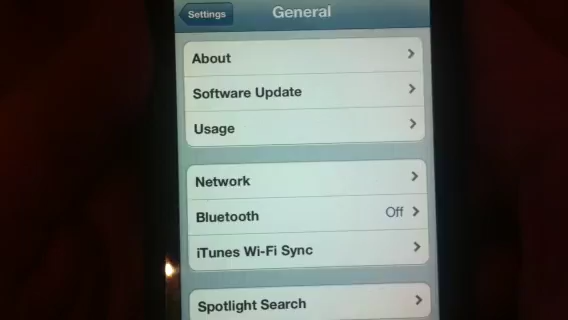 Settings
General
About
Software Update
Usage
Network
Bluetooth Off
iTunes Wi-Fi Sync
Spotlight Search